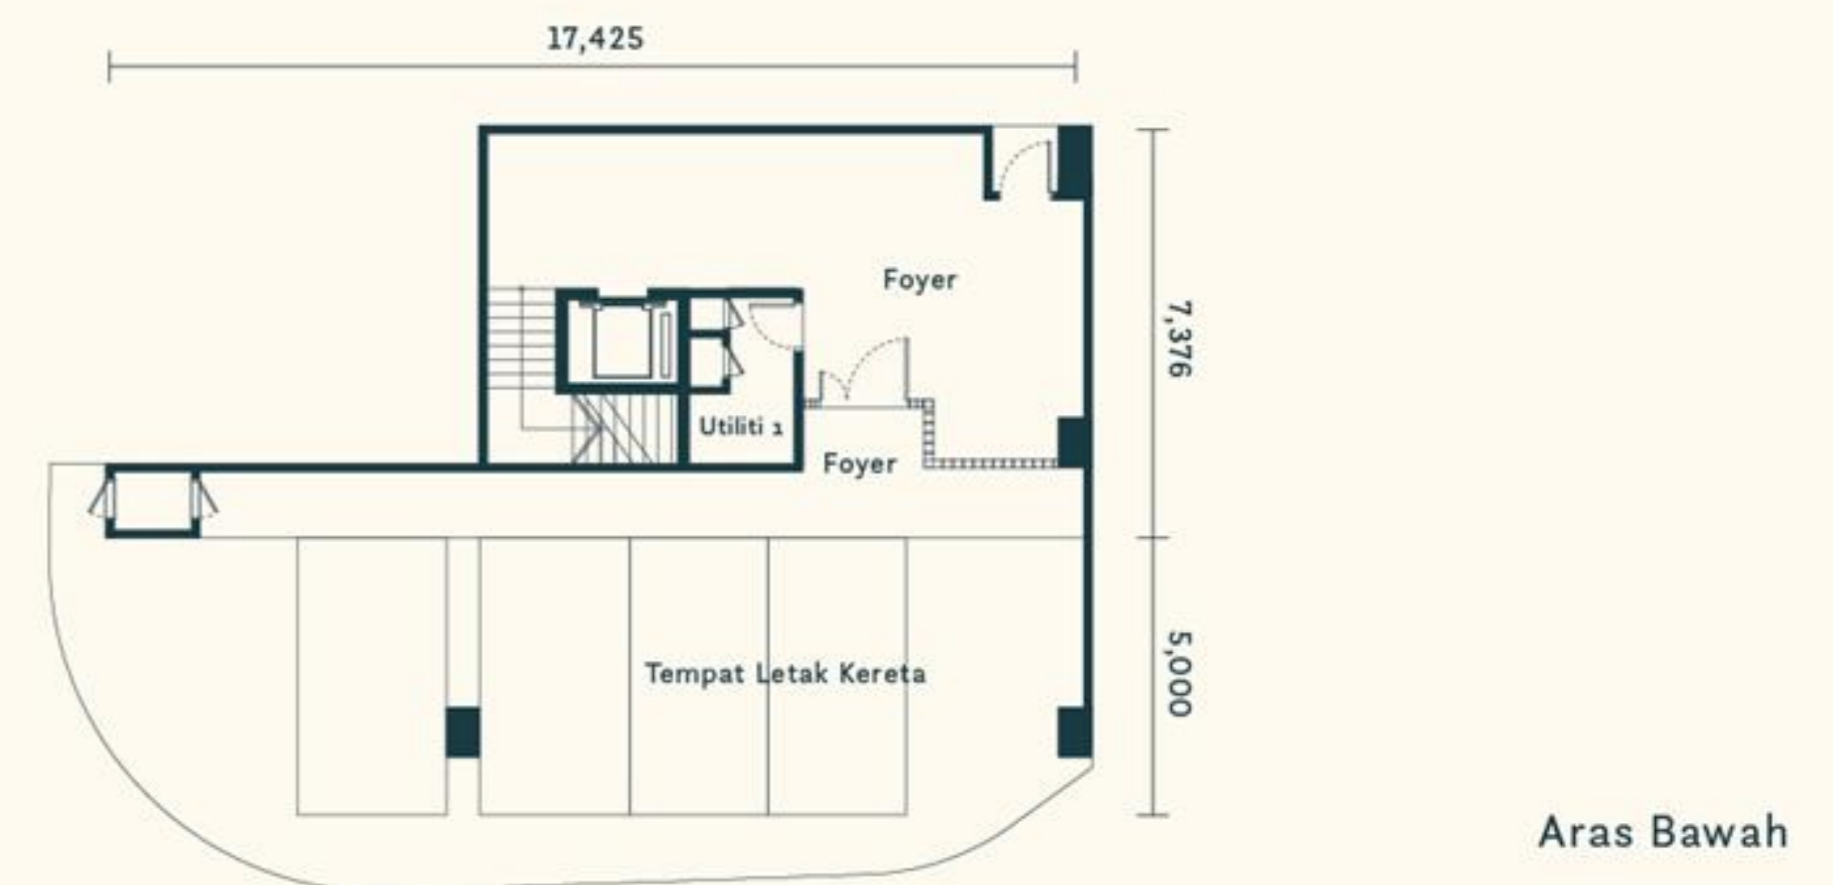 17,425
Foyer
7,376
Utiliti 1
Foyer
Tempat Letak Kereta
5,000
Aras Bawah